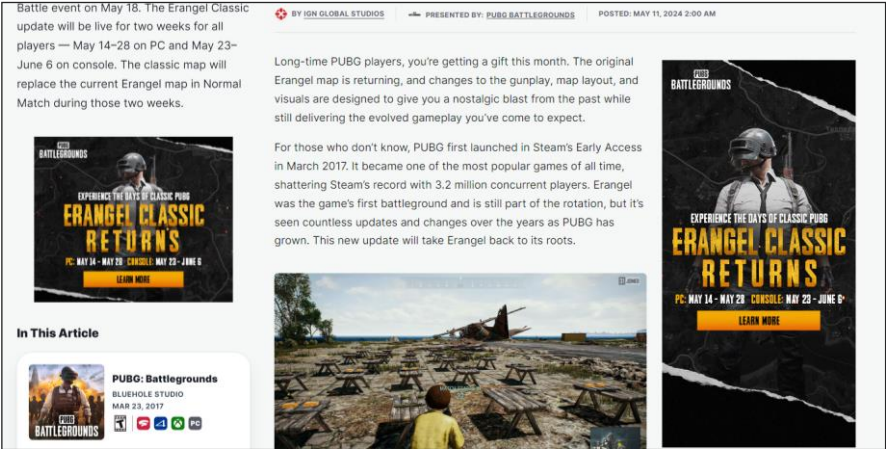 Battle event on May 18. The Erangel Classic
update will be live for two weeks for all
players — May 14–28 on PC and May 23–
June 6 on console. The classic map will
replace the current Erangel map in Normal
Match during those two weeks.
PUBG
BATTLEGROUNDS
EXPERIENCE THE DAYS OF CLASSIC PUBG
ERANGEL CLASSIC
RETURNS
PC: MAY 14 - MAY 28 CONSOLE: MAY 23 - JUNE 6
LEARN MORE
In This Article
PUBG
BATTLEGROUNDS
PUBG: Battlegrounds
BLUEHOLE STUDIO
MAR 23, 2017
T
PC
BY IGN GLOBAL STUDIOS
PRESENTED BY: PUBG BATTLEGROUNDS
POSTED: MAY 11, 2024 2:00 AM
Long-time PUBG players, you're getting a gift this month. The original
Erangel map is returning, and changes to the gunplay, map layout, and
visuals are designed to give you a nostalgic blast from the past while
still delivering the evolved gameplay you've come to expect.
For those who don't know, PUBG first launched in Steam's Early Access
in March 2017. It became one of the most popular games of all time,
shattering Steam's record with 3.2 million concurrent players. Erangel
was the game's first battleground and is still part of the rotation, but it's
seen countless updates and changes over the years as PUBG has
grown. This new update will take Erangel back to its roots.
PUBG
BATTLEGROUNDS
EXPERIENCE THE DAYS OF CLASSIC PUBG
ERANGEL CLASSIC
RETURNS
PC: MAY 14 - MAY 28 CONSOLE: MAY 23 - JUNE 6
LEARN MORE